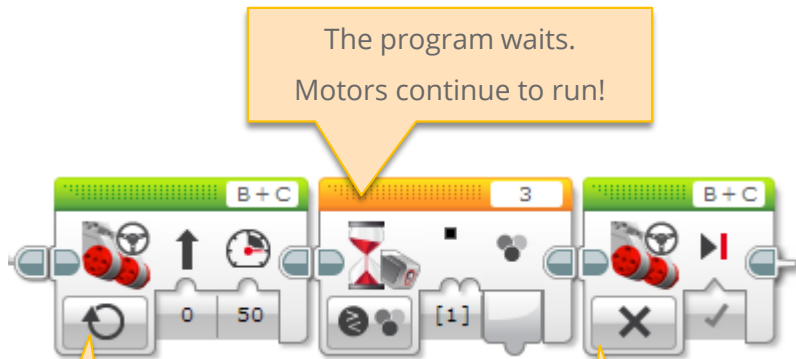 The program waits.
Motors continue to run!
B + C
3
B + C
0
50
[1]